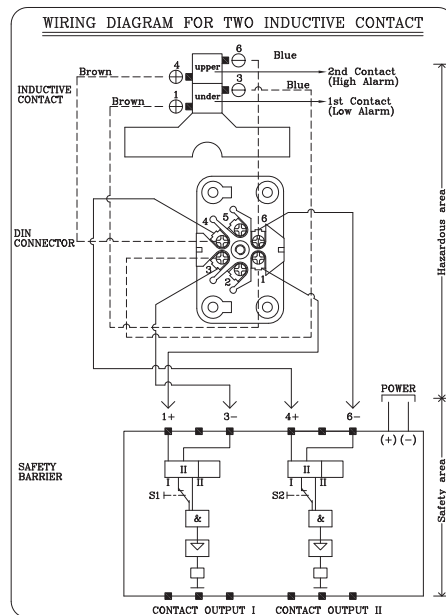 WIRING DIAGRAM FOR TWO INDUCTIVE CONTACT
6
Blue
4
upper
2nd Contact
(High Alarm)
Brown
3
Blue
INDUCTIVE
CONTACT
1
Brown
under
1st Contact
(Low Alarm)
Hazardous area
DIN
CONNECTOR
4
5
6
3
2
1
POWER
1+
3-
4+
6-
(+)
(-)
SAFETY
BARRIER
Safety area
II
I
II
S1
&
II
I
II
S2
&
CONTACT OUTPUT I
CONTACT OUTPUT II